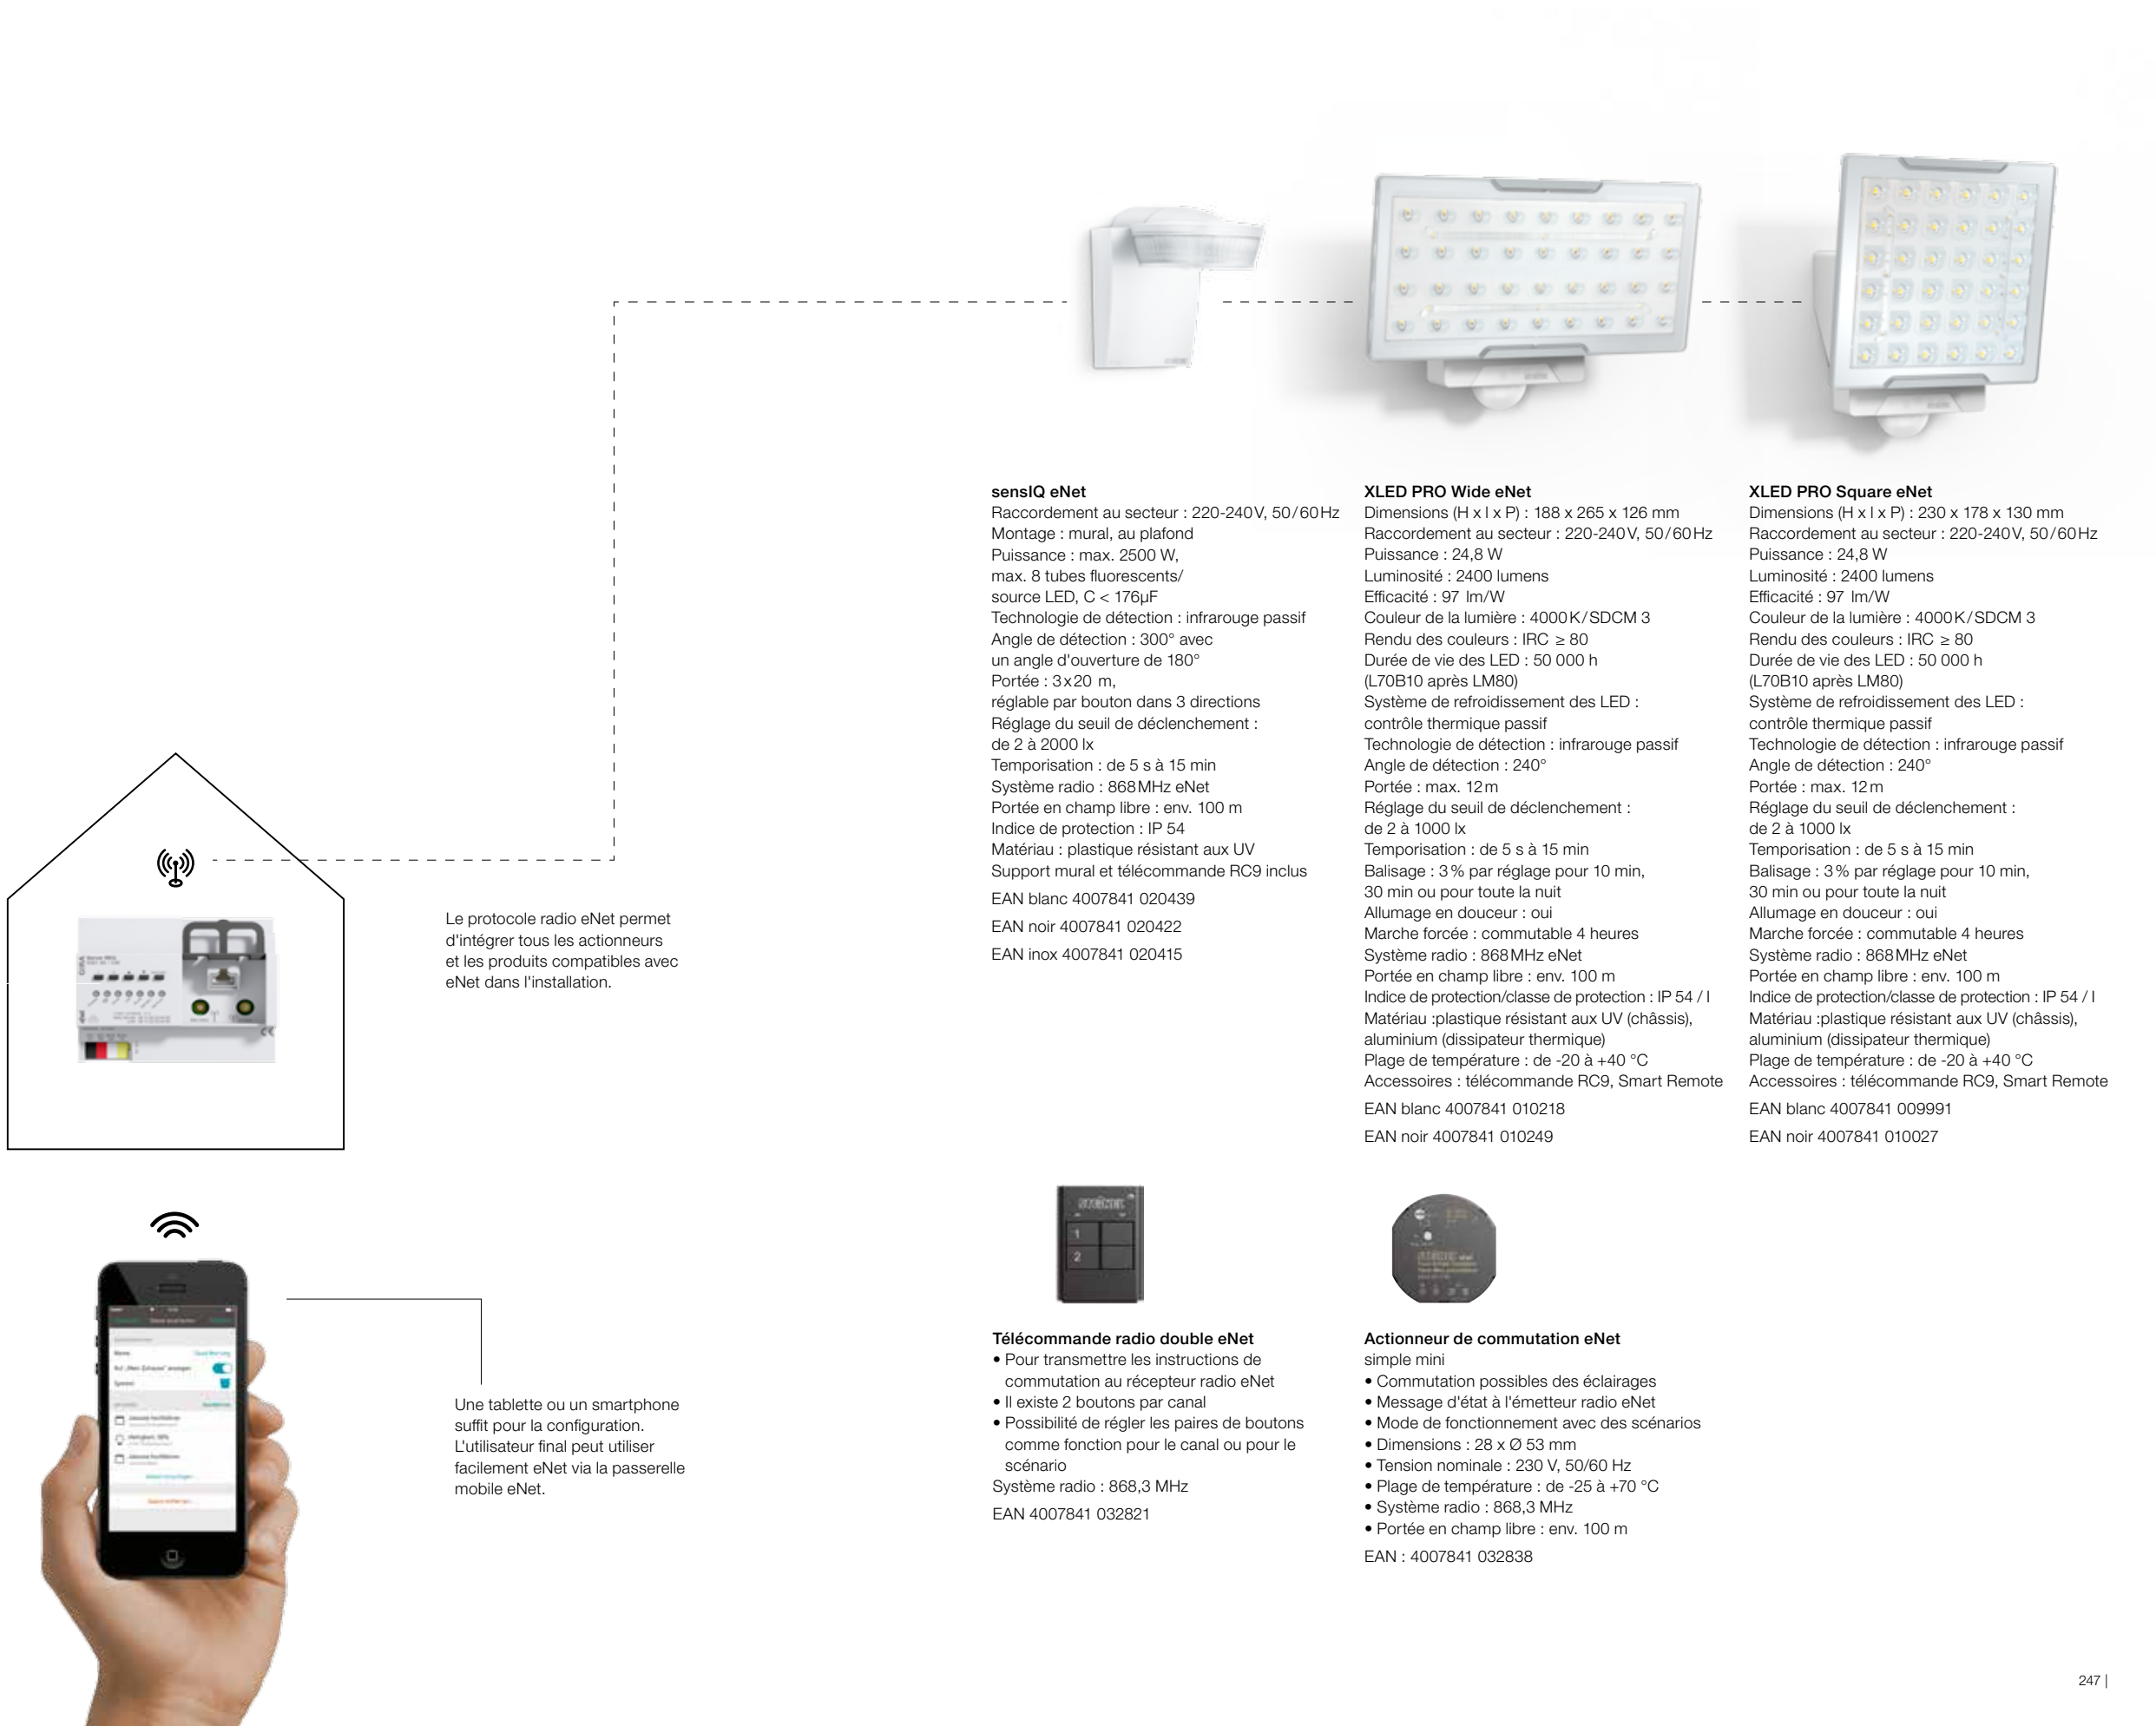 sensIQ eNet
Raccordement au secteur : 220-240V, 50/60Hz
Montage : mural, au plafond
Puissance : max. 2500 W,
max. 8 tubes fluorescents/
source LED, C < 176µF
Technologie de détection : infrarouge passif
Angle de détection : 300° avec
un angle d'ouverture de 180°
Portée : 3x20 m,
réglable par bouton dans 3 directions
Réglage du seuil de déclenchement :
de 2 à 2000 lx
Temporisation : de 5 s à 15 min
Système radio : 868MHz eNet
Portée en champ libre : env. 100 m
Indice de protection : IP 54
Matériau : plastique résistant aux UV
Support mural et télécommande RC9 inclus
EAN blanc 4007841 020439
EAN noir 4007841 020422
EAN inox 4007841 020415
XLED PRO Wide eNet
Dimensions (H x l x P) : 188 x 265 x 126 mm
Raccordement au secteur : 220-240V, 50/60Hz
Puissance : 24,8 W
Luminosité : 2400 lumens
Efficacité : 97 lm/W
Couleur de la lumière : 4000K/SDCM 3
Rendu des couleurs : IRC ≥ 80
Durée de vie des LED : 50 000 h
(L70B10 après LM80)
Système de refroidissement des LED :
contrôle thermique passif
Technologie de détection : infrarouge passif
Angle de détection : 240°
Portée : max. 12m
Réglage du seuil de déclenchement :
de 2 à 1000 lx
Temporisation : de 5 s à 15 min
Balisage : 3% par réglage pour 10 min,
30 min ou pour toute la nuit
Allumage en douceur : oui
Marche forcée : commutable 4 heures
Système radio : 868MHz eNet
Portée en champ libre : env. 100 m
Indice de protection/classe de protection : IP 54 / I
Matériau :plastique résistant aux UV (châssis),
aluminium (dissipateur thermique)
Plage de température : de -20 à +40 °C
Accessoires : télécommande RC9, Smart Remote
EAN blanc 4007841 010218
EAN noir 4007841 010249
XLED PRO Square eNet
Dimensions (H x l x P) : 230 x 178 x 130 mm
Raccordement au secteur : 220-240V, 50/60Hz
Puissance : 24,8 W
Luminosité : 2400 lumens
Efficacité : 97 lm/W
Couleur de la lumière : 4000K/SDCM 3
Rendu des couleurs : IRC ≥ 80
Durée de vie des LED : 50 000 h
(L70B10 après LM80)
Système de refroidissement des LED :
contrôle thermique passif
Technologie de détection : infrarouge passif
Angle de détection : 240°
Portée : max. 12m
Réglage du seuil de déclenchement :
de 2 à 1000 lx
Temporisation : de 5 s à 15 min
Balisage : 3% par réglage pour 10 min,
30 min ou pour toute la nuit
Allumage en douceur : oui
Marche forcée : commutable 4 heures
Système radio : 868MHz eNet
Portée en champ libre : env. 100 m
Indice de protection/classe de protection : IP 54 / I
Matériau :plastique résistant aux UV (châssis),
aluminium (dissipateur thermique)
Plage de température : de -20 à +40 °C
Accessoires : télécommande RC9, Smart Remote
EAN blanc 4007841 009991
EAN noir 4007841 010027
Le protocole radio eNet permet
d'intégrer tous les actionneurs
et les produits compatibles avec
eNet dans l'installation.
GIRA
Une tablette ou un smartphone
suffit pour la configuration.
L'utilisateur final peut utiliser
facilement eNet via la passerelle
mobile eNet.
STEINEL
1
2
Télécommande radio double eNet
• Pour transmettre les instructions de
commutation au récepteur radio eNet
• Il existe 2 boutons par canal
• Possibilité de régler les paires de boutons
comme fonction pour le canal ou pour le
scénario
Système radio : 868,3 MHz
EAN 4007841 032821
Actionneur de commutation eNet
simple mini
• Commutation possibles des éclairages
• Message d'état à l'émetteur radio eNet
• Mode de fonctionnement avec des scénarios
• Dimensions : 28 x Ø 53 mm
• Tension nominale : 230 V, 50/60 Hz
• Plage de température : de -25 à +70 °C
• Système radio : 868,3 MHz
• Portée en champ libre : env. 100 m
EAN : 4007841 032838
247 |